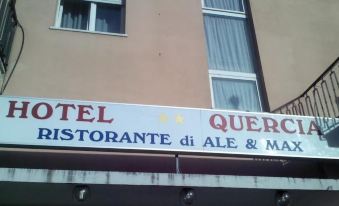 HOTEL ★★ QUERCIA
RISTORANTE di ALE & MAX